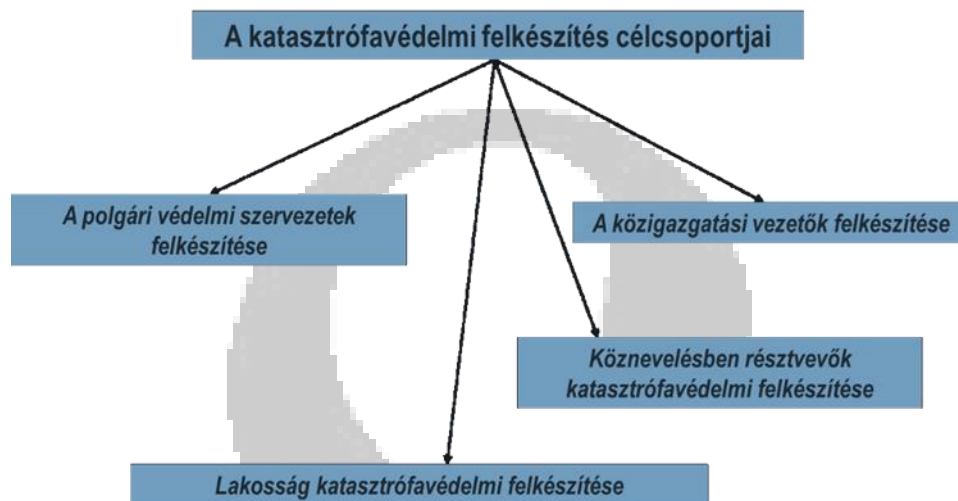 A katasztrófavédelmi felkészítés célcsoportjai
A polgári védelmi szervezetek
felkészítése
A közigazgatási vezetők felkészítése
Köznevelésben résztvevők
katasztrófavédelmi felkészítése
Lakosság katasztrófavédelmi felkészítése